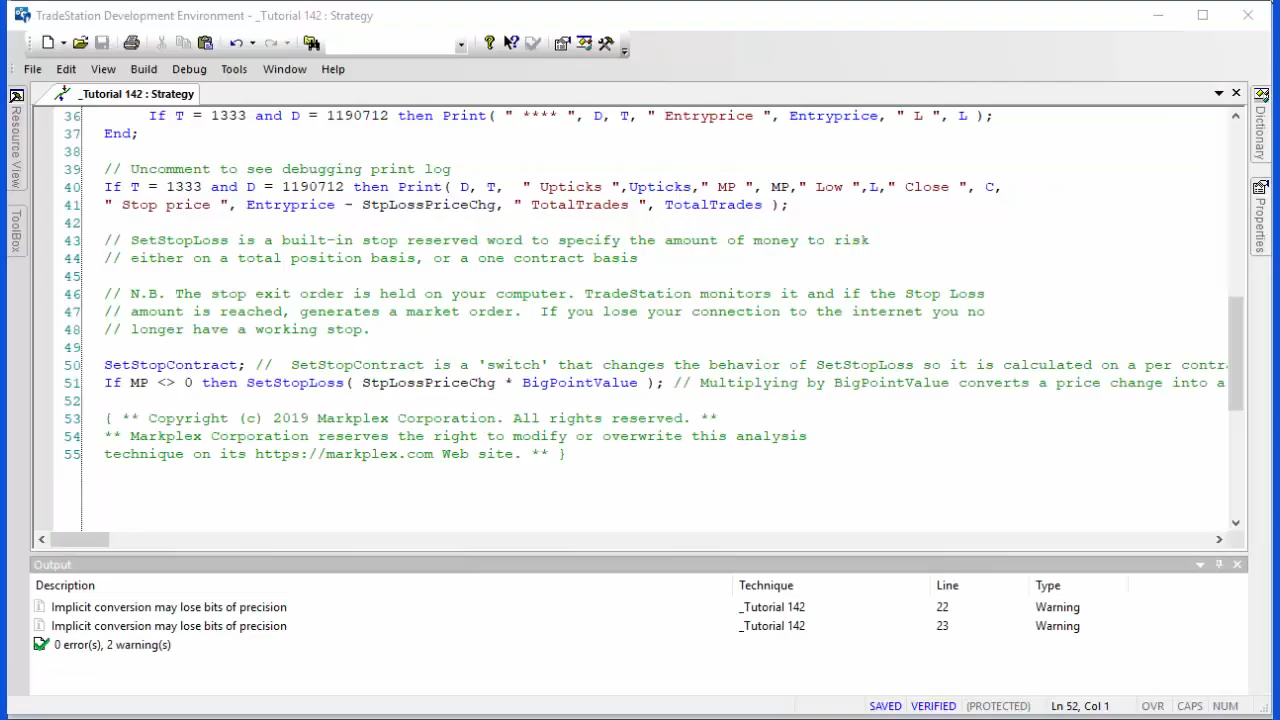 TradeStation Development Environment - _Tutorial 142 : Strategy
File Edit View Build Debug Tools Window Help
_Tutorial 142 : Strategy
Resource View
ToolBox
Dictionary
Properties
36 If T = 1333 and D = 1190712 then Print( " **** ", D, T, " Entryprice ", Entryprice, " L ", L );
37 End;
38
39 // Uncomment to see debugging print log
40 If T = 1333 and D = 1190712 then Print( D, T,  " Upticks ",Upticks," MP ", MP," Low ",L," Close ", C,
41 " Stop price ", Entryprice - StpLossPriceChg, " TotalTrades ", TotalTrades );
42
43 // SetStopLoss is a built-in stop reserved word to specify the amount of money to risk
44 // either on a total position basis, or a one contract basis
45
46 // N.B. The stop exit order is held on your computer. TradeStation monitors it and if the Stop Loss
47 // amount is reached, generates a market order.  If you lose your connection to the internet you no
48 // longer have a working stop.
49
50 SetStopContract; //  SetStopContract is a 'switch' that changes the behavior of SetStopLoss so it is calculated on a per contr
51 If MP <> 0 then SetStopLoss( StpLossPriceChg * BigPointValue ); // Multiplying by BigPointValue converts a price change into a
52
53 { ** Copyright (c) 2019 Markplex Corporation. All rights reserved. **
54 ** Markplex Corporation reserves the right to modify or overwrite this analysis
55 technique on its https://markplex.com Web site. ** }
Output
Description Technique Line Type
Implicit conversion may lose bits of precision _Tutorial 142 22 Warning
Implicit conversion may lose bits of precision _Tutorial 142 23 Warning
0 error(s), 2 warning(s)
SAVED VERIFIED (PROTECTED) Ln 52, Col 1 OVR CAPS NUM